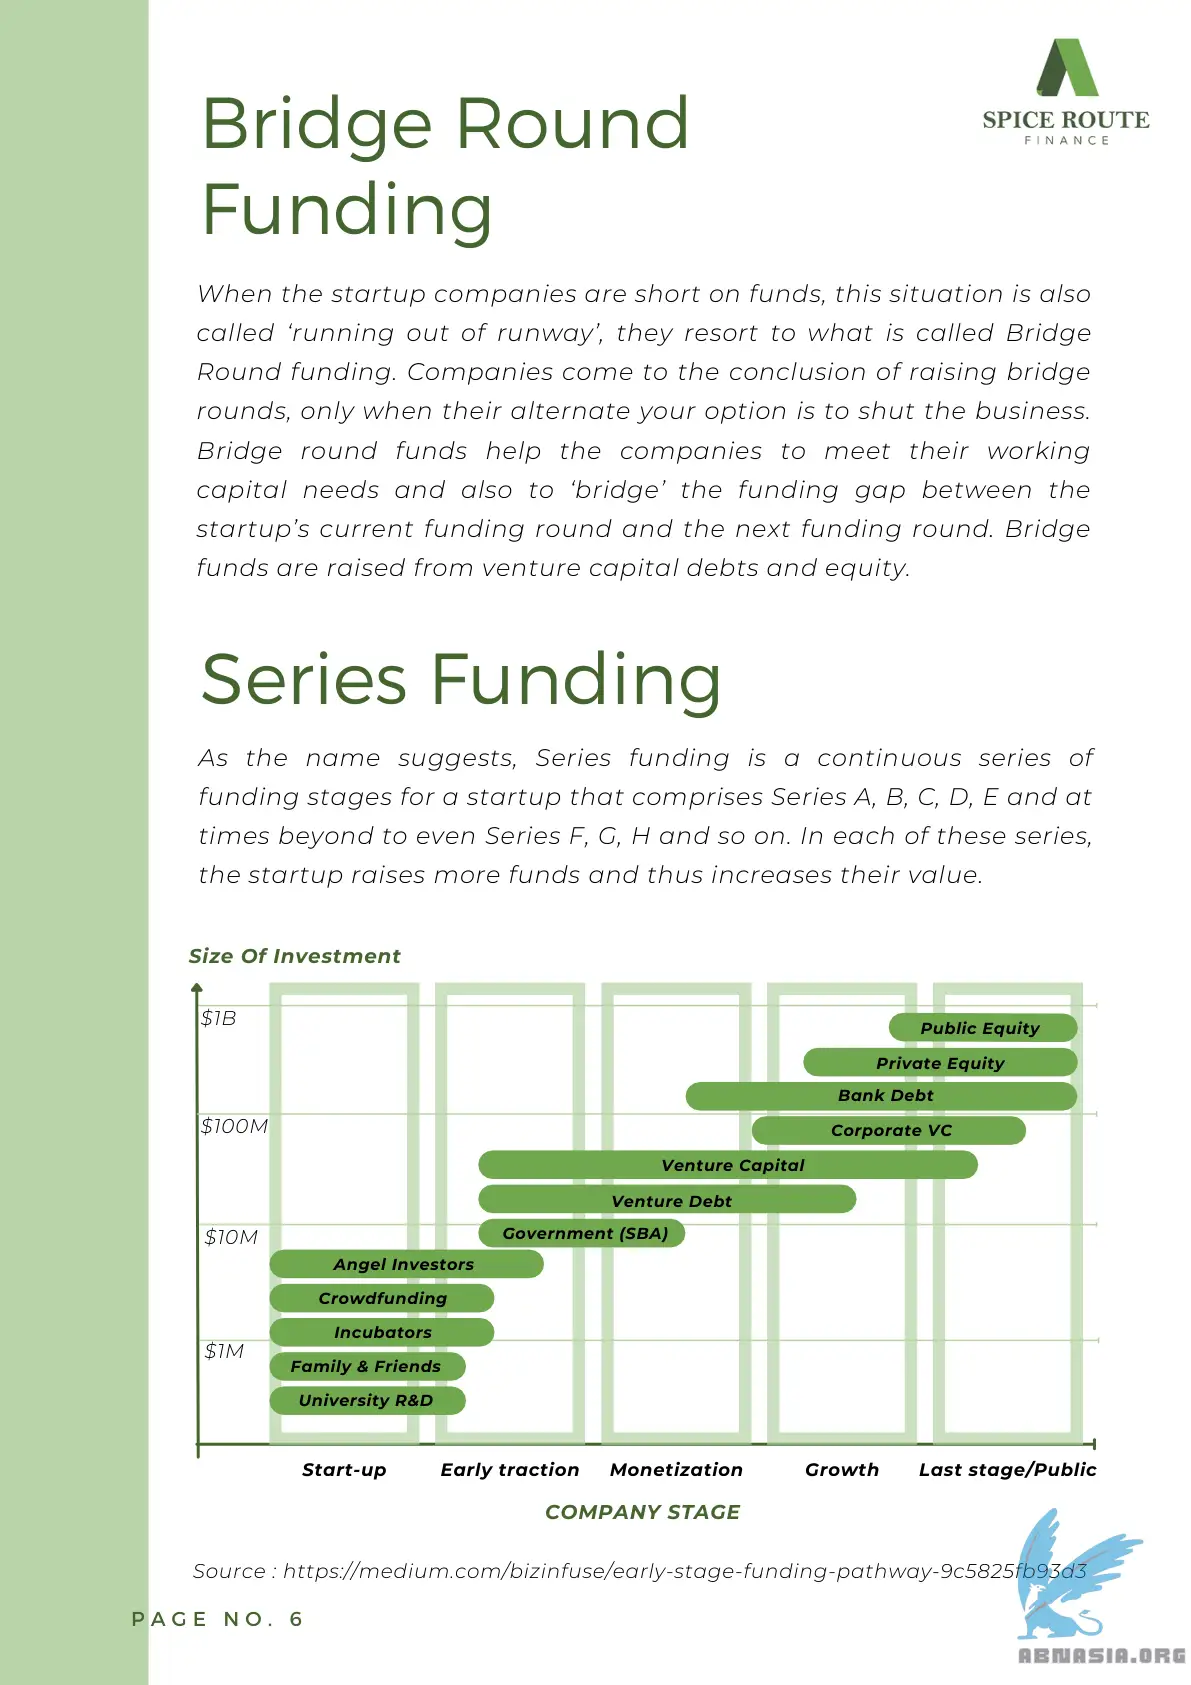 SPICE ROUTE
FINANCE
Bridge Round
Funding
When the startup companies are short on funds, this situation is also
called ‘running out of runway’, they resort to what is called Bridge
Round funding. Companies come to the conclusion of raising bridge
rounds, only when their alternate your option is to shut the business.
Bridge round funds help the companies to meet their working
capital needs and also to ‘bridge’ the funding gap between the
startup’s current funding round and the next funding round. Bridge
funds are raised from venture capital debts and equity.
Series Funding
As the name suggests, Series funding is a continuous series of
funding stages for a startup that comprises Series A, B, C, D, E and at
times beyond to even Series F, G, H and so on. In each of these series,
the startup raises more funds and thus increases their value.
Size Of Investment
$1B
Public Equity
Private Equity
Bank Debt
$100M
Corporate VC
Venture Capital
Venture Debt
Government (SBA)
$10M
Angel Investors
Crowdfunding
Incubators
$1M
Family & Friends
University R&D
Start-up Early traction Monetization Growth Last stage/Public
COMPANY STAGE
Source : https://medium.com/bizinfuse/early-stage-funding-pathway-9c5825fb93d3
PAGE NO. 6
ABNASIA.ORG